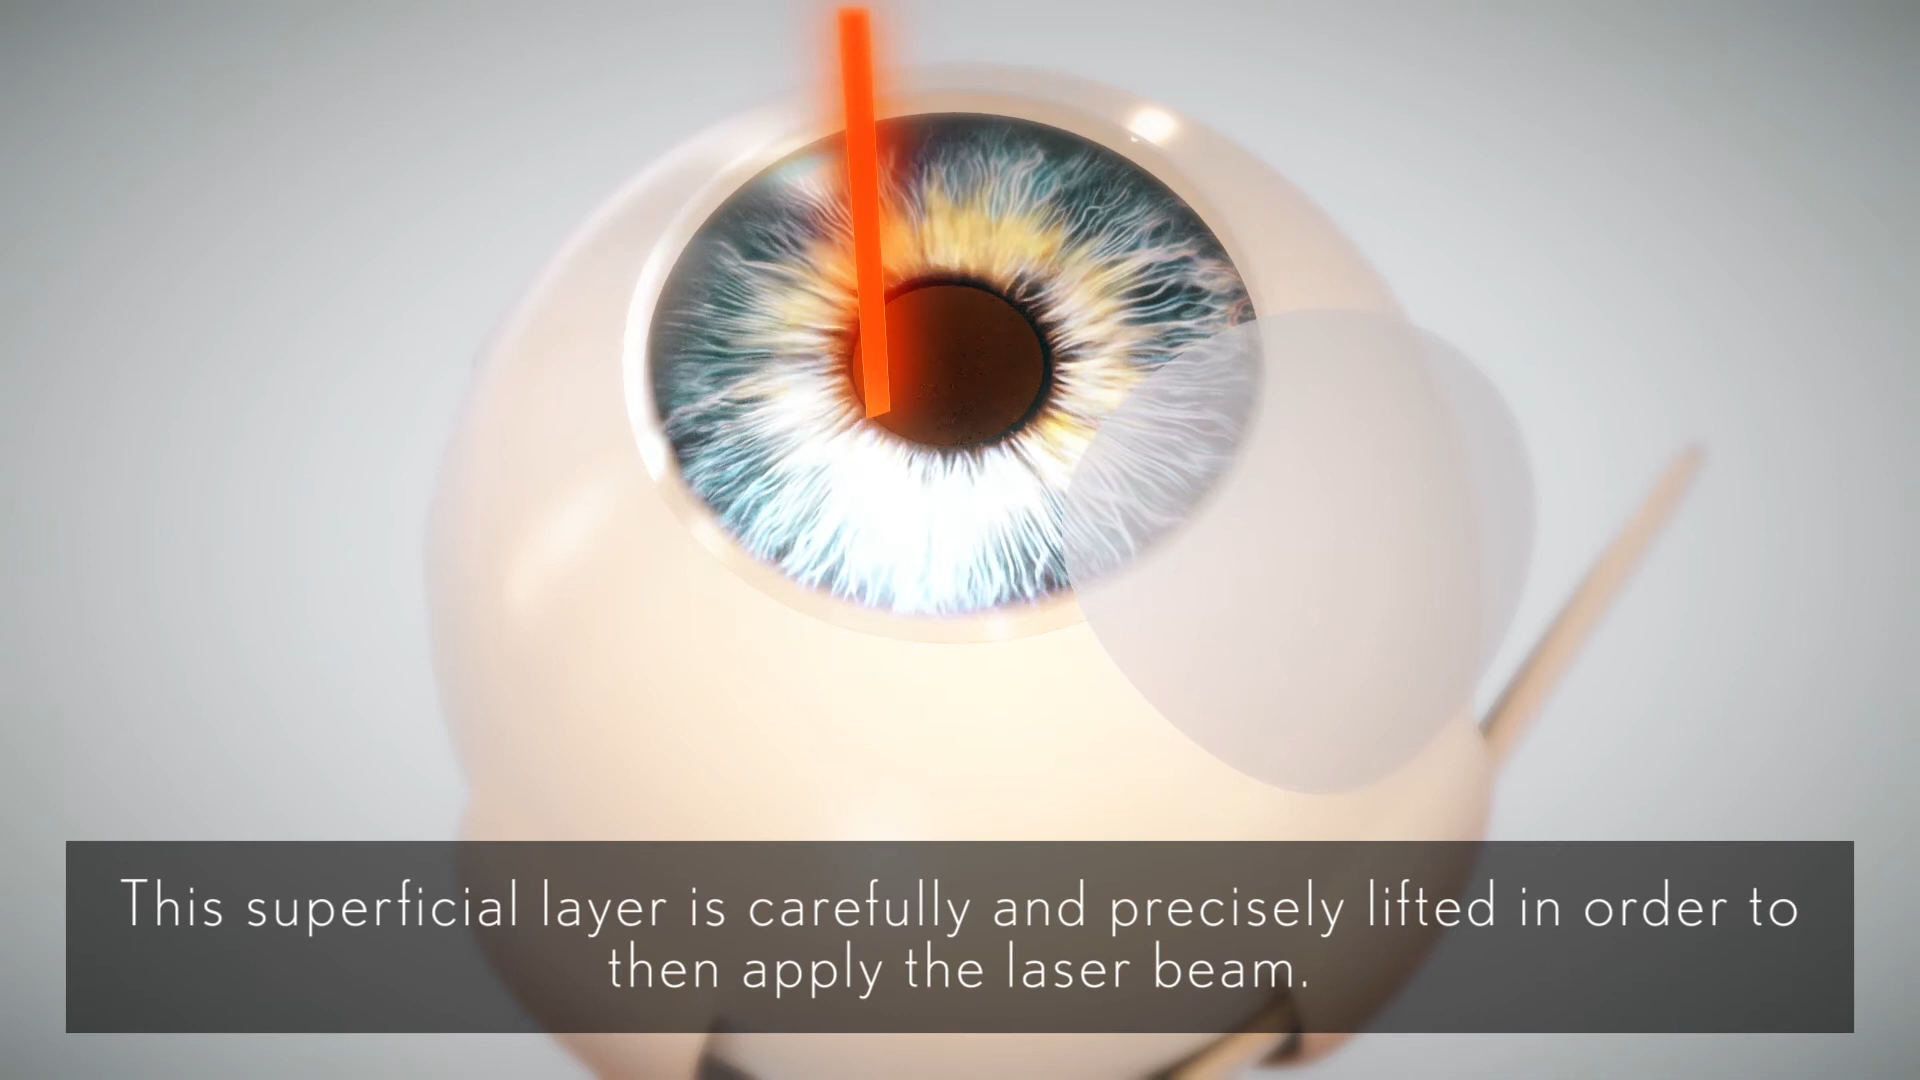 This superficial layer is carefully and precisely lifted in order to
then apply the laser beam.